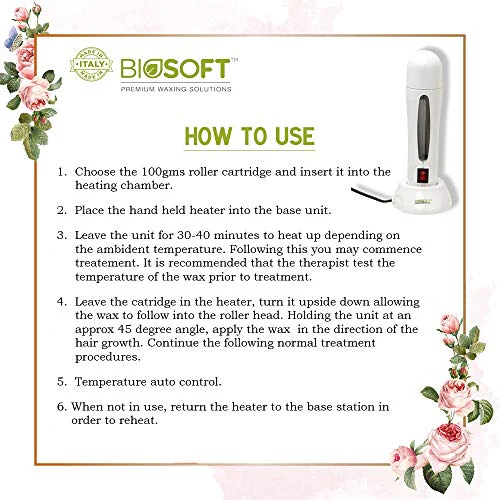 MADE IN
ITALY
MADE IN
BIOSOFT™
PREMIUM WAXING SOLUTIONS
HOW TO USE
1. Choose the 100gms roller cartridge and insert it into the
heating chamber.
2. Place the hand held heater into the base unit.
3. Leave the unit for 30-40 minutes to heat up depending on
the ambident temperature. Following this you may commence
treatement. It is recommended that the therapist test the
temperature of the wax prior to treatment.
4. Leave the catridge in the heater, turn it upside down allowing
the wax to follow into the roller head. Holding the unit at an
approx 45 degree angle, apply the wax in the direction of the
hair growth. Continue the following normal treatment
procedures.
5. Temperature auto control.
6. When not in use, return the heater to the base station in
order to reheat.